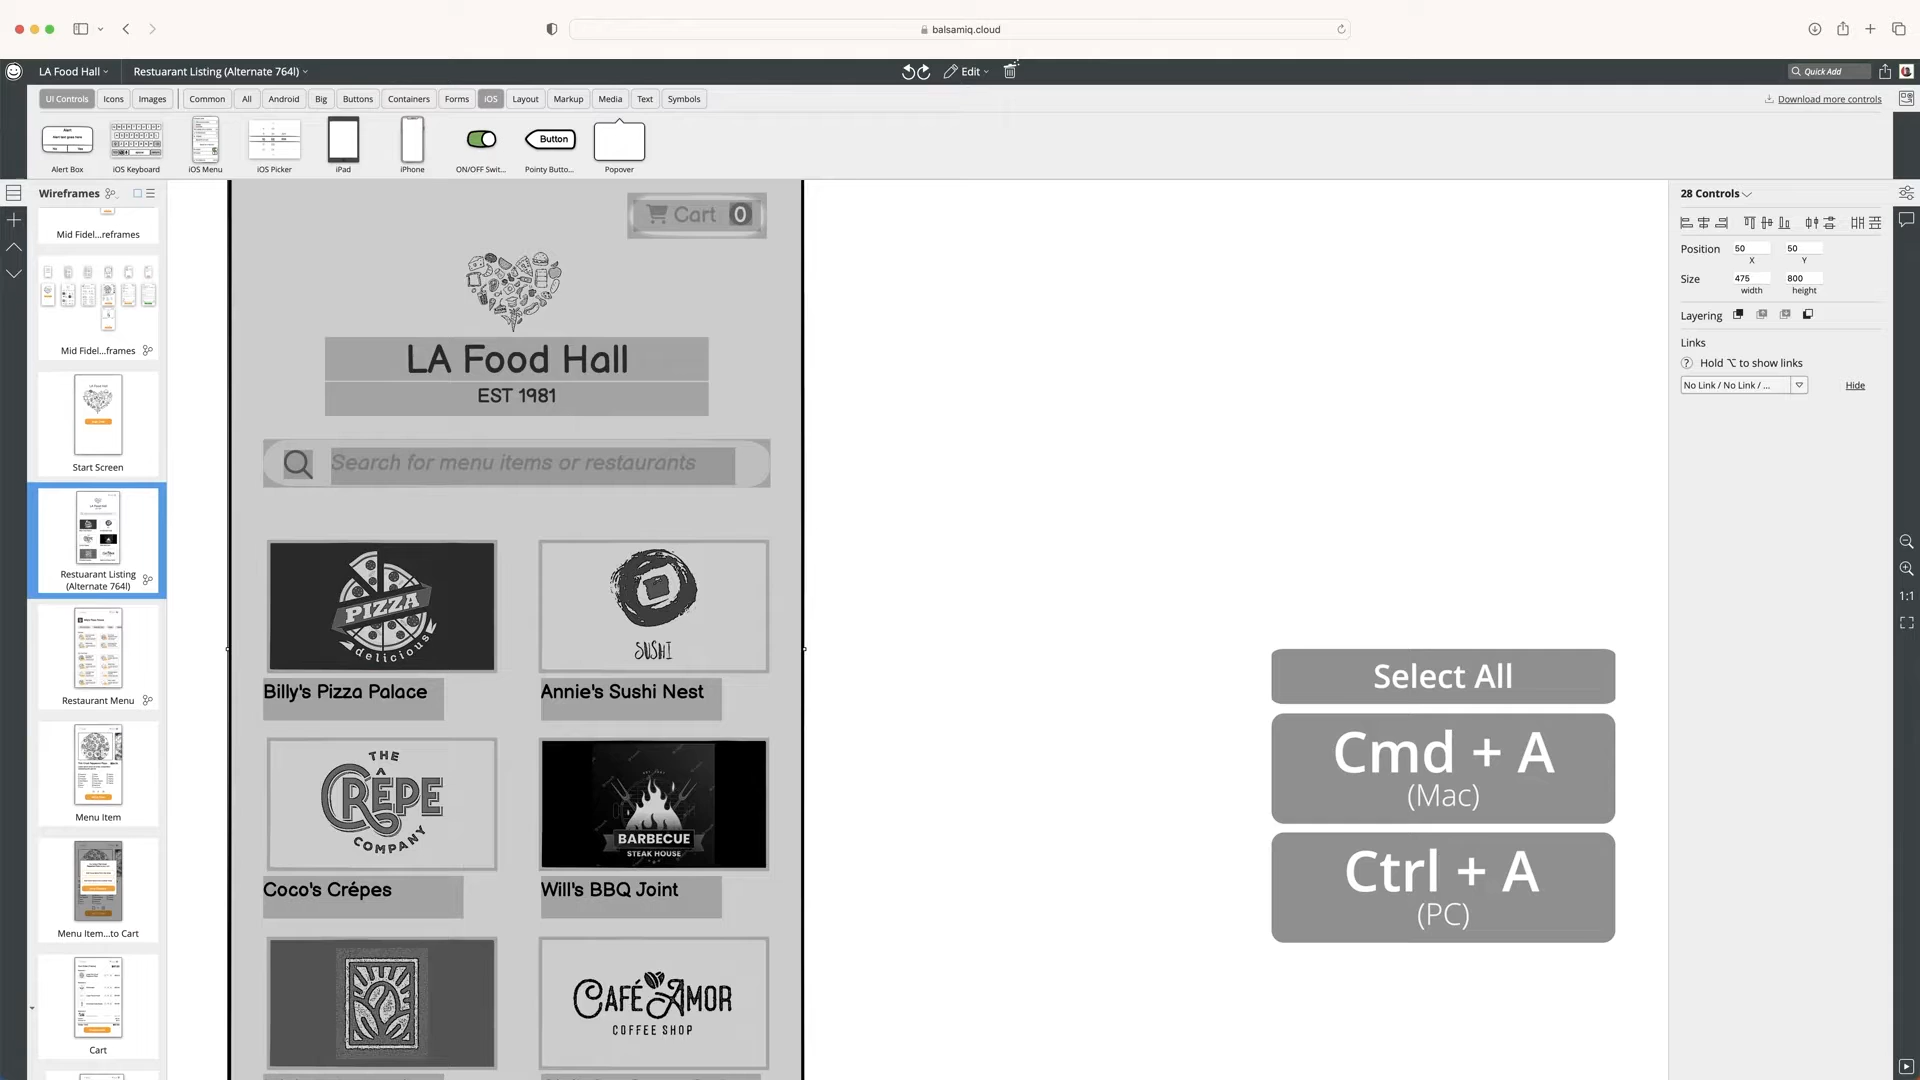 balsamiq.cloud
LA Food Hall
Restuarant Listing (Alternate 764l)
Edit
Quick Add
UI Controls
Icons
Images
Common
All
Android
Big
Buttons
Containers
Forms
iOS
Layout
Markup
Media
Text
Symbols
Download more controls
Button
Alert Box
iOS Keyboard
iOS Menu
iOS Picker
iPad
iPhone
ON/OFF Swit...
Pointy Butto...
Popover
Wireframes
Mid Fidel...reframes
Mid Fidel...frames
Start Screen
Restuarant Listing
(Alternate 764l)
Restaurant Menu
Menu Item
Menu Item...to Cart
Cart
Cart 0
LA Food Hall
EST 1981
Search for menu items or restaurants
PIZZA
delicious
SUSHI
Billy's Pizza Palace
Annie's Sushi Nest
THE
A
CRÊPE
COMPANY
BARBECUE
STEAK HOUSE
Coco's Crépes
Will's BBQ Joint
CAFÉ AMOR
COFFEE SHOP
Select All
Cmd + A
(Mac)
Ctrl + A
(PC)
28 Controls
Position
50
50
X
Y
Size
475
800
width
height
Layering
Links
? Hold ⌥ to show links
No Link / No Link / ...
Hide
1:1